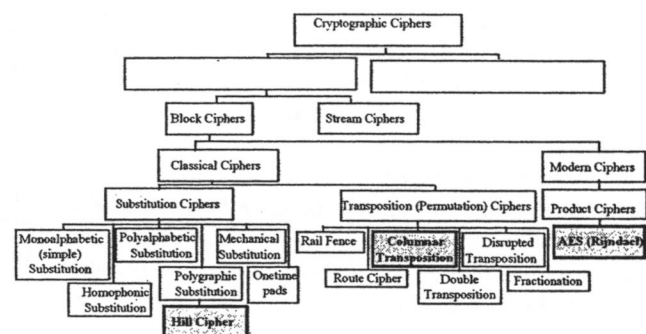 Cryptographic Ciphers
Block Ciphers
Stream Ciphers
Classical Ciphers
Modern Ciphers
Substitution Ciphers
Transposition (Permutation) Ciphers
Product Ciphers
Monoalphabetic
(simple)
Substitution
Polyalphabetic
Substitution
Mechanical
Substitution
Rail Fence
Columnar
Transposition
Disrupted
Transposition
AES (Rijndael)
Homophonic
Substitution
Polygraphic
Substitution
Onetime
pads
Route Cipher
Double
Transposition
Fractionation
Hill Cipher